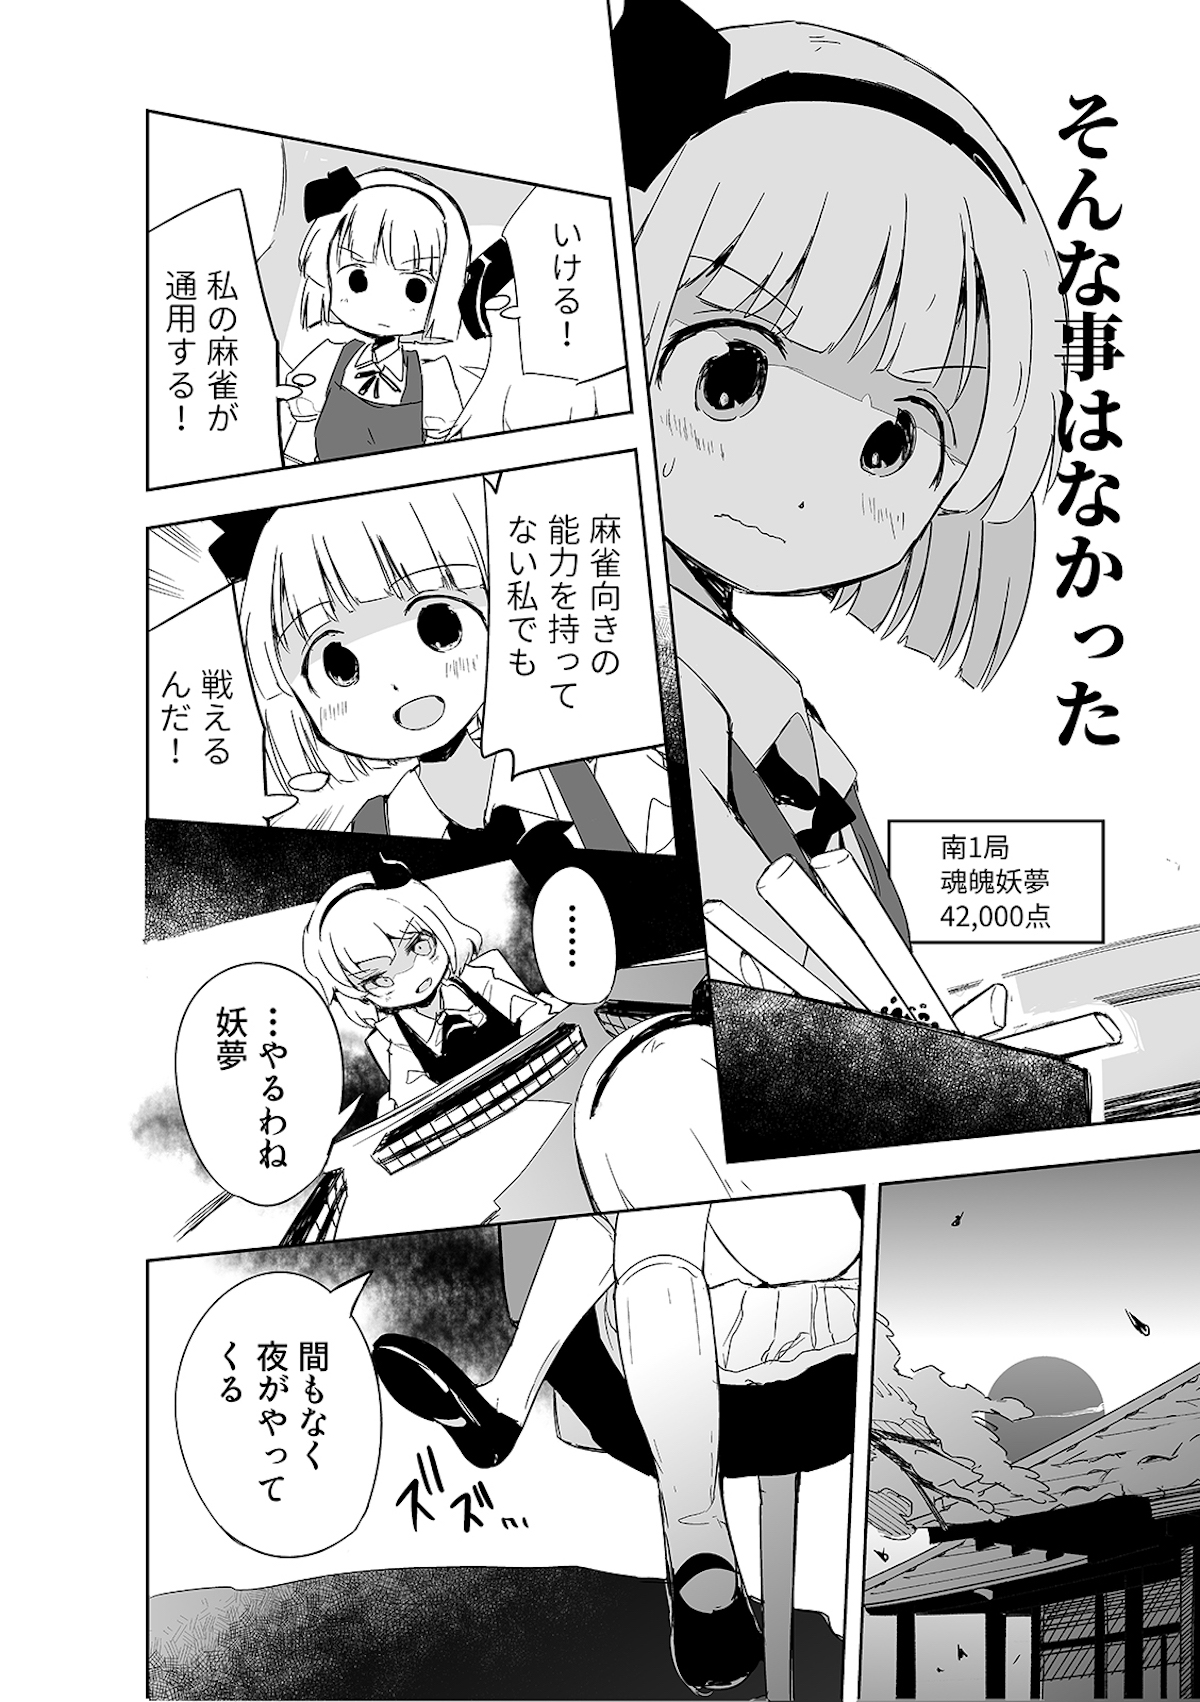 そんな事はなかった
南1局
魂魄妖夢
42,000点
いける！
私の麻雀が
通用する！
麻雀向きの
能力を持って
ない私でも
戦える
んだ！
……
…やるわね
妖夢
間もなく
夜がやって
くる
ズズ…